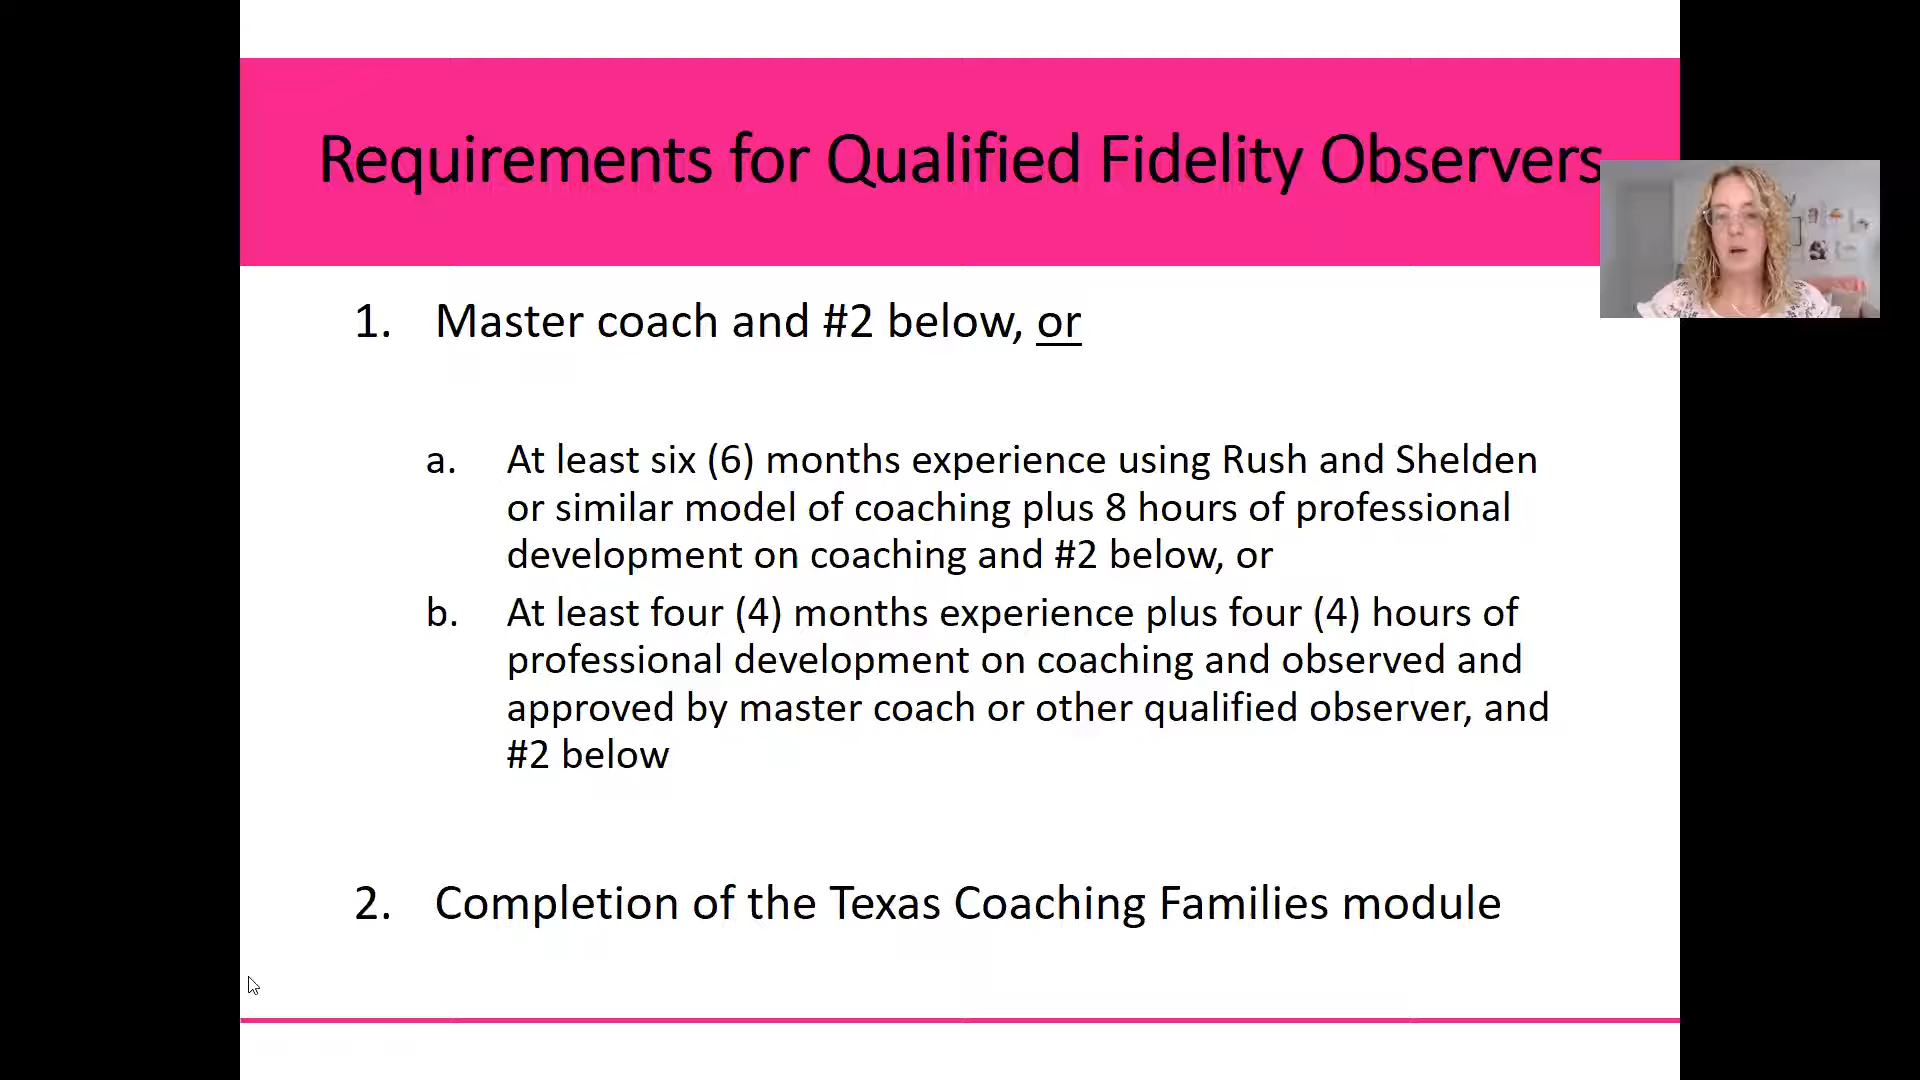 Requirements for Qualified Fidelity Observers
1. Master coach and #2 below, or
a. At least six (6) months experience using Rush and Shelden
or similar model of coaching plus 8 hours of professional
development on coaching and #2 below, or
b. At least four (4) months experience plus four (4) hours of
professional development on coaching and observed and
approved by master coach or other qualified observer, and
#2 below
2. Completion of the Texas Coaching Families module